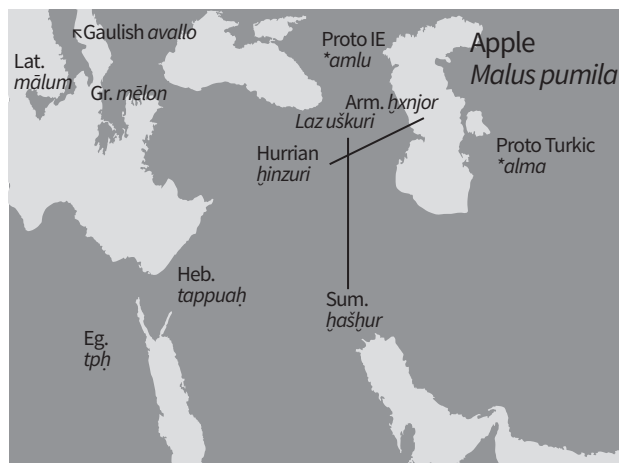 ↖Gaulish avallo
Lat.
mālum
Gr. mēlon
Proto IE
*amlu
Apple
Malus pumila
Arm. ḫxnjor
Laz uškuri
Hurrian
ḫinzuri
Proto Turkic
*alma
Heb.
tappuaḥ
Sum.
ḫašḫur
Eg.
tpḥ